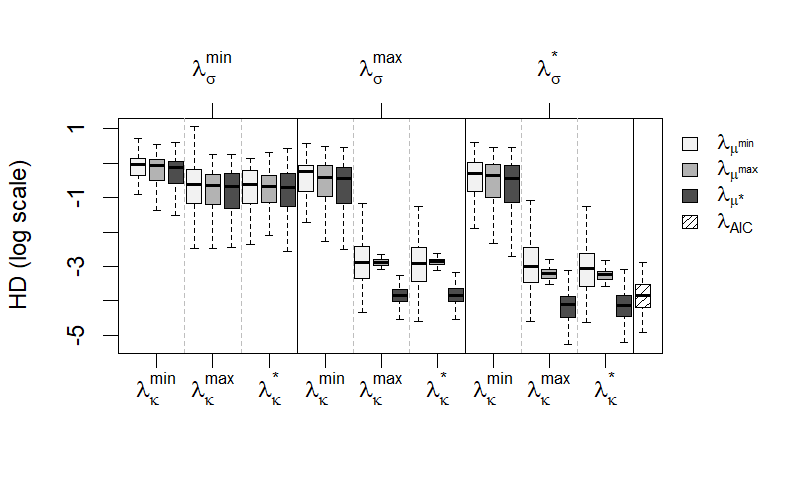 λσmin λσmax λσ*
HD (log scale)
1
-1
-3
-5
λμmin
λμmax
λμ*
λAIC
λκmin λκmax λκ* λκmin λκmax λκ* λκmin λκmax λκ*